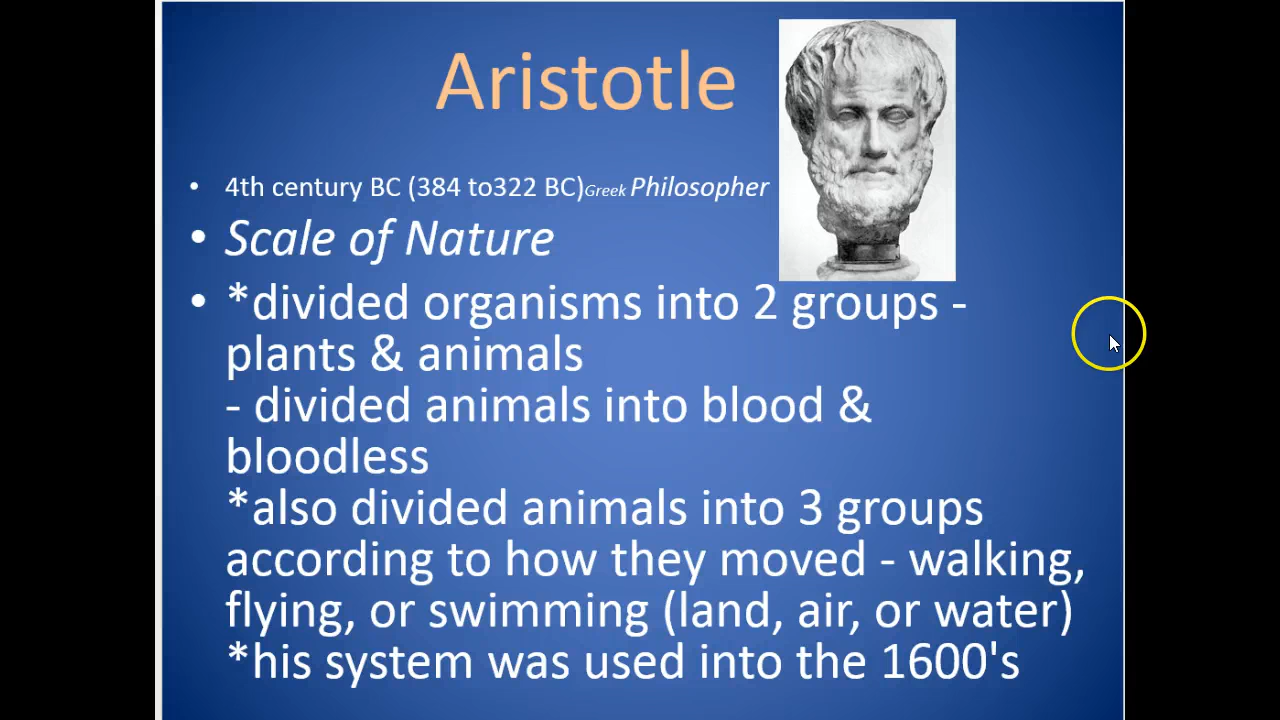 Aristotle
• 4th century BC (384 to322 BC)Greek Philosopher
• Scale of Nature
• *divided organisms into 2 groups -
plants & animals
- divided animals into blood &
bloodless
*also divided animals into 3 groups
according to how they moved - walking,
flying, or swimming (land, air, or water)
*his system was used into the 1600's